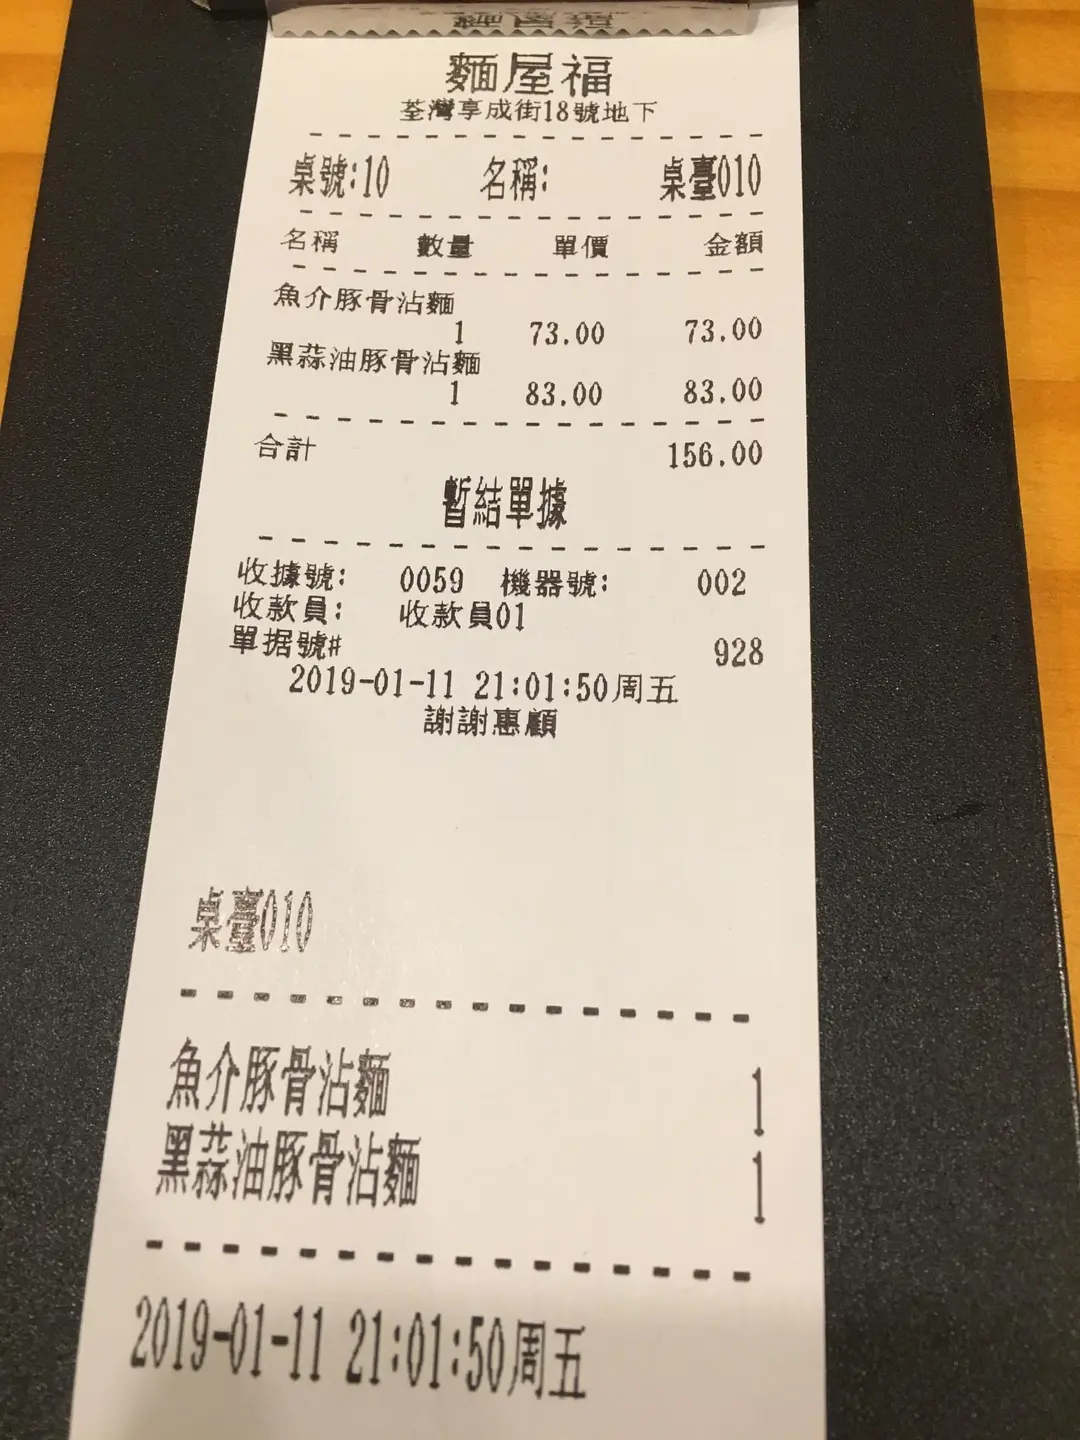 麵屋福
荃灣享成街18號地下
桌號:10 名稱: 桌臺010
名稱 數量 單價 金額
魚介豚骨沾麵
1 73.00 73.00
黑蒜油豚骨沾麵
1 83.00 83.00
合計 156.00
暫結單據
收據號: 0059 機器號: 002
收款員: 收款員01
單据號# 928
2019-01-11 21:01:50周五
謝謝惠顧
桌臺010
魚介豚骨沾麵 1
黑蒜油豚骨沾麵 1
2019-01-11 21:01:50周五